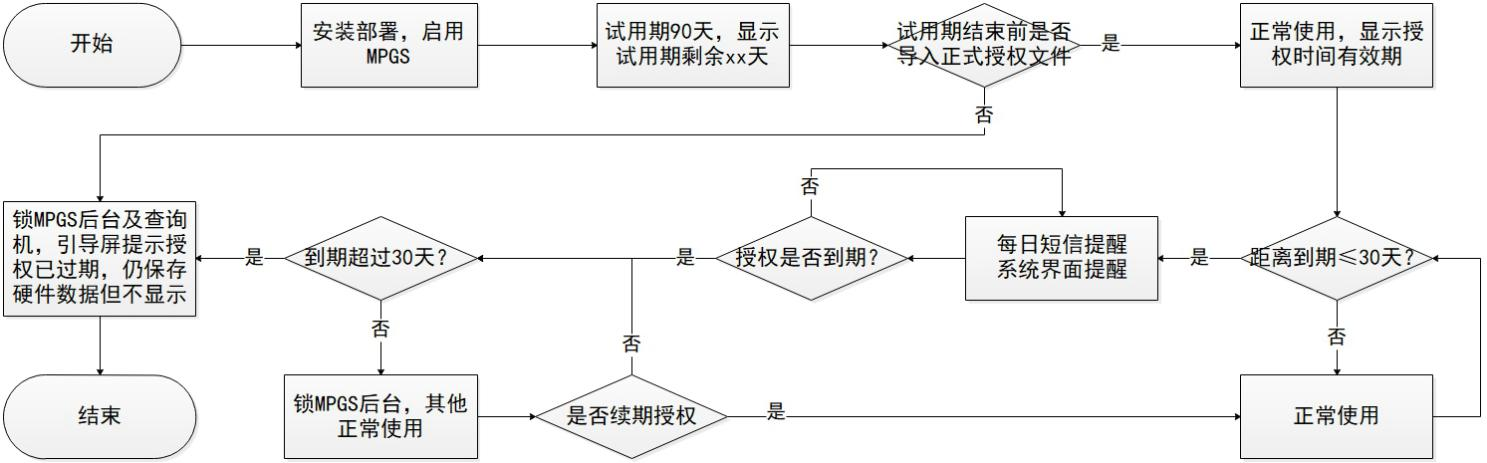 开始
安装部署，启用
MPGS
试用期90天，显示
试用期剩余xx天
试用期结束前是否
导入正式授权文件
是
正常使用，显示授
权时间有效期
否
否
锁MPGS后台及查询
机，引导屏提示授
权已过期，仍保存
硬件数据但不显示
是
到期超过30天？
是
授权是否到期？
每日短信提醒
系统界面提醒
是
距离到期≤30天？
否
否
否
结束
锁MPGS后台，其他
正常使用
是否续期授权
是
正常使用